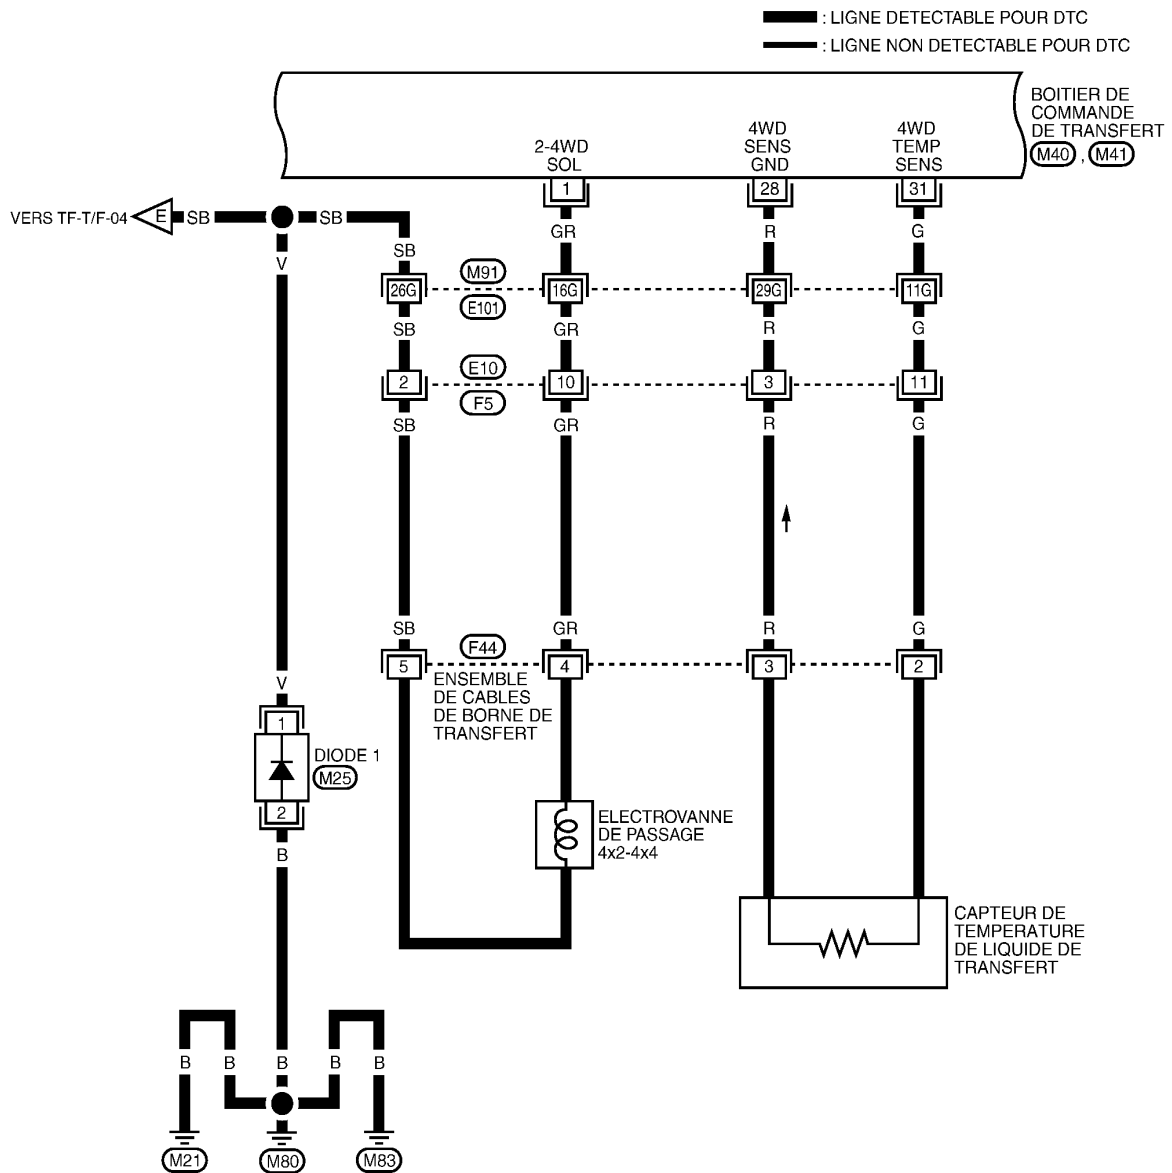 : LIGNE DETECTABLE POUR DTC
: LIGNE NON DETECTABLE POUR DTC
BOITIER DE
COMMANDE
DE TRANSFERT
M40 , M41
2-4WD
SOL
4WD
SENS
GND
4WD
TEMP
SENS
1 28 31
VERS TF-T/F-04 E SB SB
GR R G
V SB
M91
26G 16G 29G 11G
E101
SB GR R G
E10
2 10 3 11
F5
SB GR R G
SB GR R G
F44
5 4 3 2
ENSEMBLE
DE CABLES
DE BORNE DE
TRANSFERT
V
1
DIODE 1
M25
2
B
ELECTROVANNE
DE PASSAGE
4x2-4x4
CAPTEUR DE
TEMPERATURE
DE LIQUIDE DE
TRANSFERT
B B B B B
M21 M80 M83